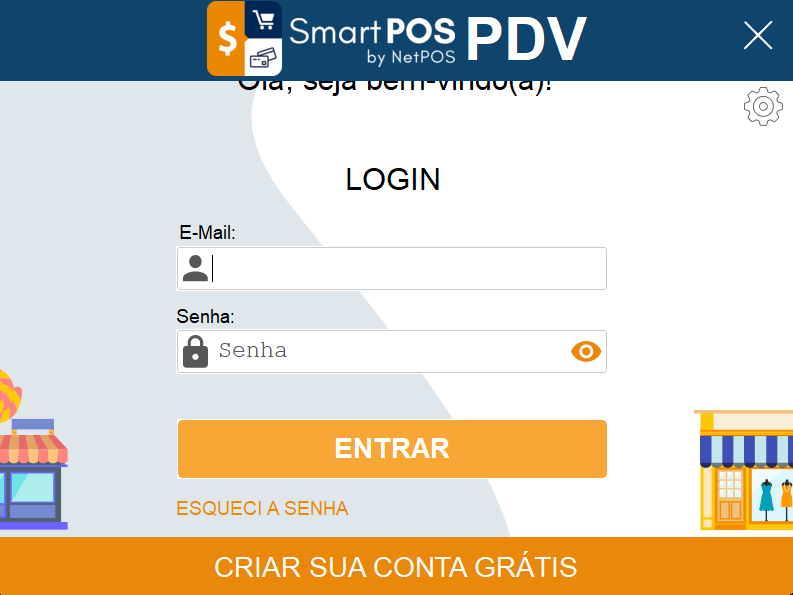 SmartPOS PDV
by NetPOS
Olá, seja bem-vindo(a)!
LOGIN
E-Mail:
Senha:
Senha
ENTRAR
ESQUECI A SENHA
CRIAR SUA CONTA GRÁTIS